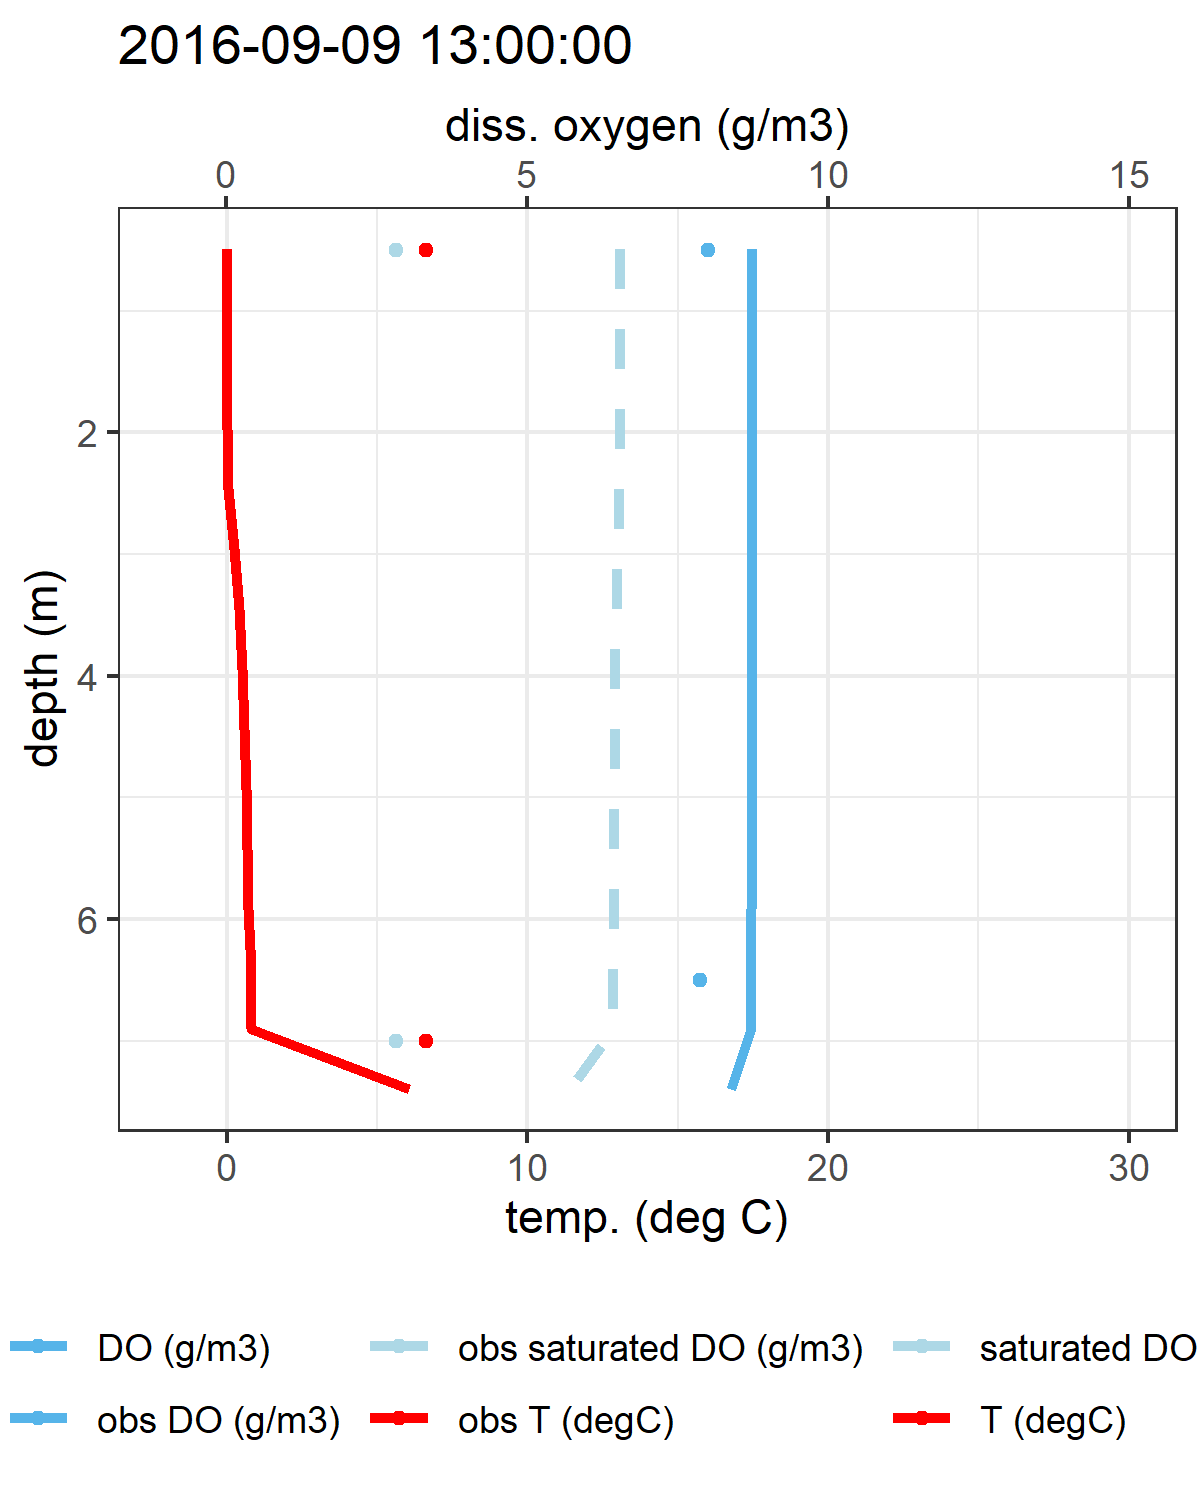 2016-09-09 13:00:00
diss. oxygen (g/m3)
0 5 10 15
2
4
6
depth (m)
0 10 20 30
temp. (deg C)
DO (g/m3) obs saturated DO (g/m3) saturated DO
obs DO (g/m3) obs T (degC) T (degC)